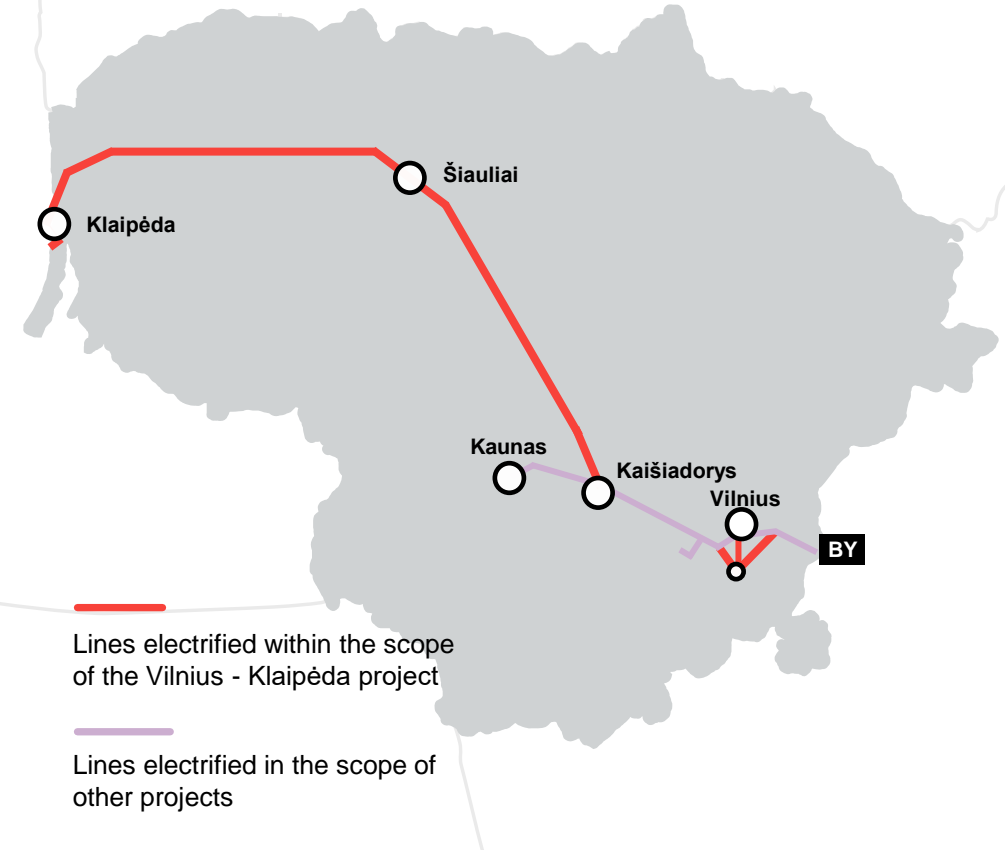 Šiauliai
Klaipėda
Kaunas
Kaišiadorys
Vilnius
BY
Lines electrified within the scope
of the Vilnius - Klaipėda project
Lines electrified in the scope of
other projects